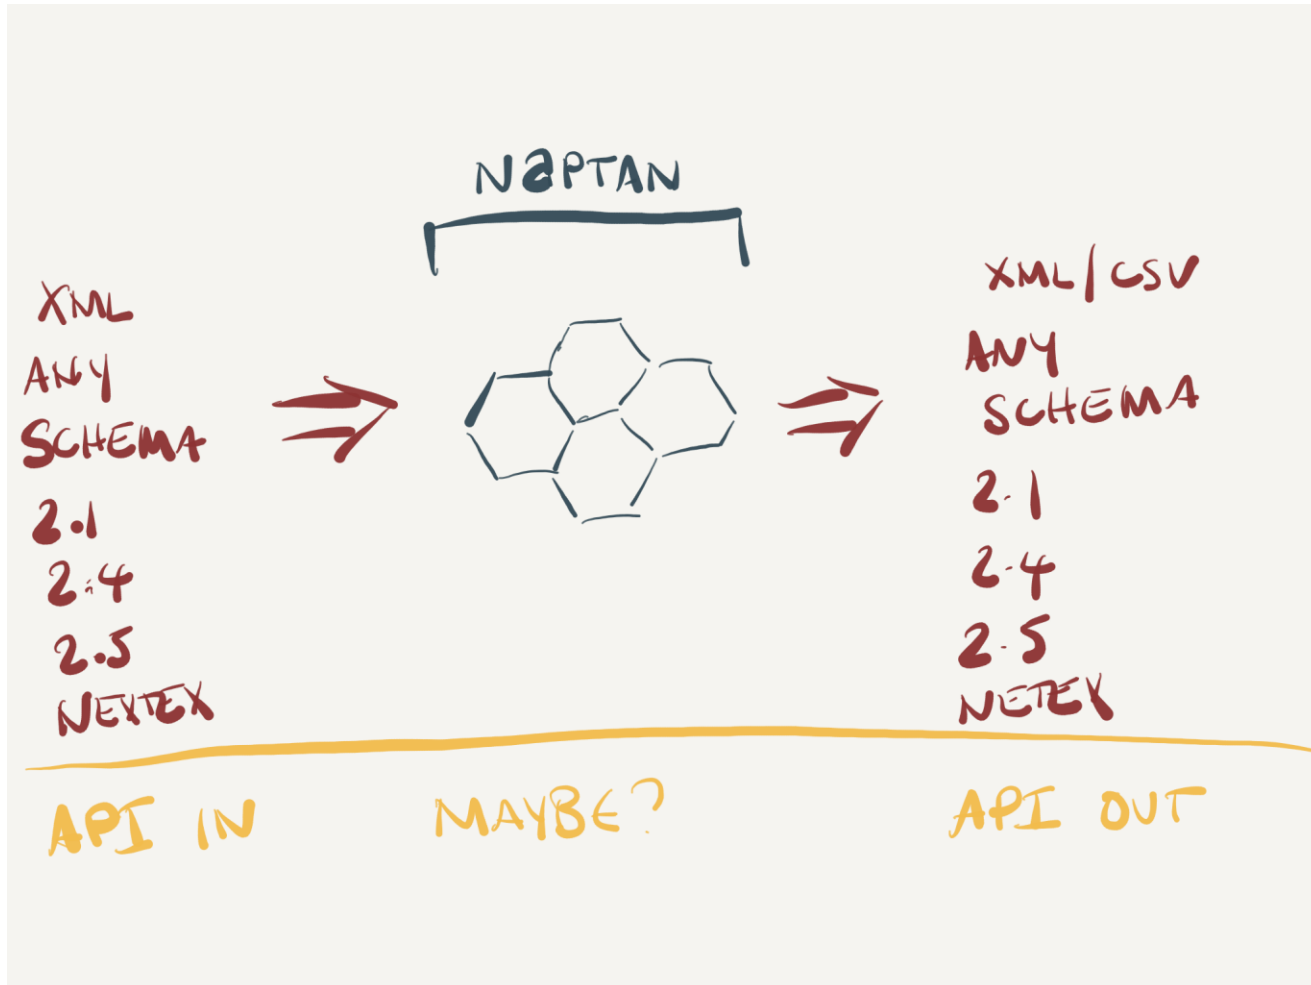 NaPTAN
XML
ANY
SCHEMA
2.1
2.4
2.5
NEXTEX
XML/CSV
ANY
SCHEMA
2.1
2.4
2.5
NETEX
API IN
MAYBE?
API OUT